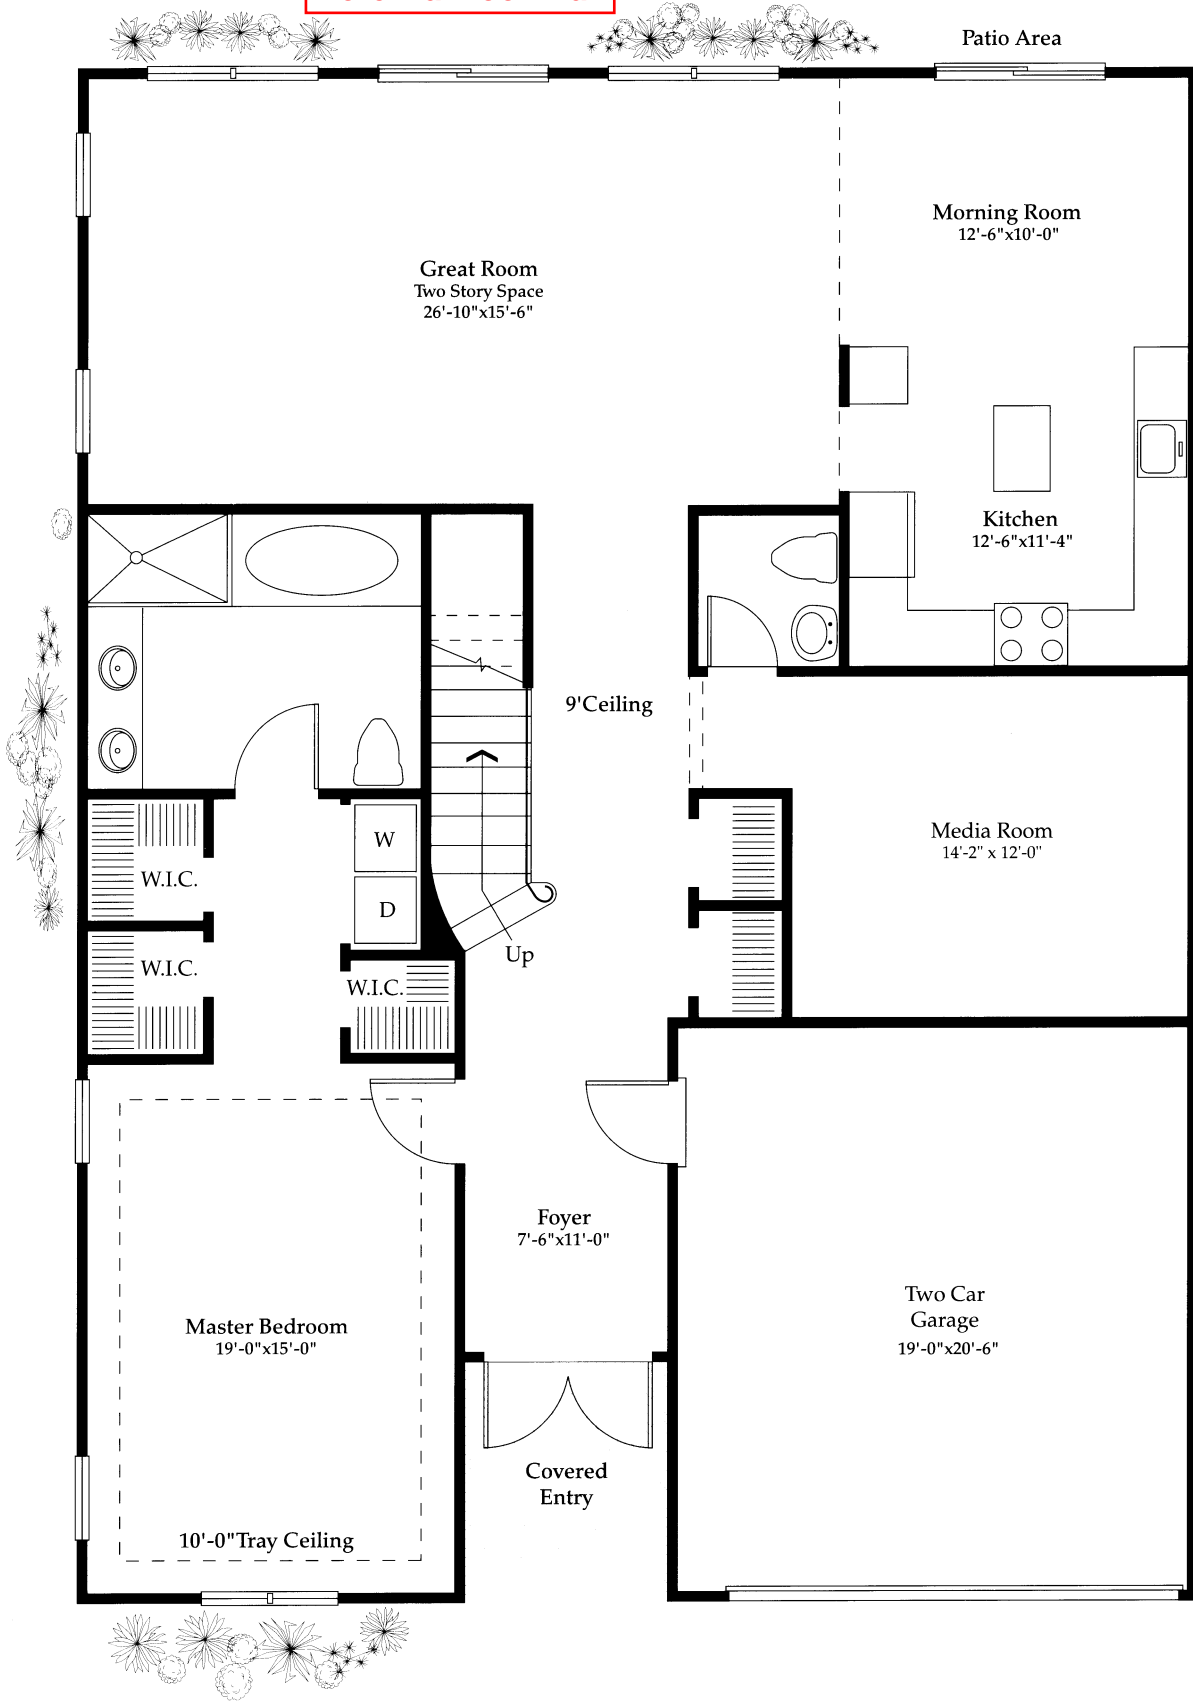 Patio Area
Morning Room
12'-6"x10'-0"
Great Room
Two Story Space
26'-10"x15'-6"
Kitchen
12'-6"x11'-4"
9'Ceiling
Media Room
14'-2" x 12'-0"
W
D
W.I.C.
W.I.C.
W.I.C.
Up
Foyer
7'-6"x11'-0"
Two Car
Garage
19'-0"x20'-6"
Master Bedroom
19'-0"x15'-0"
Covered
Entry
10'-0"Tray Ceiling